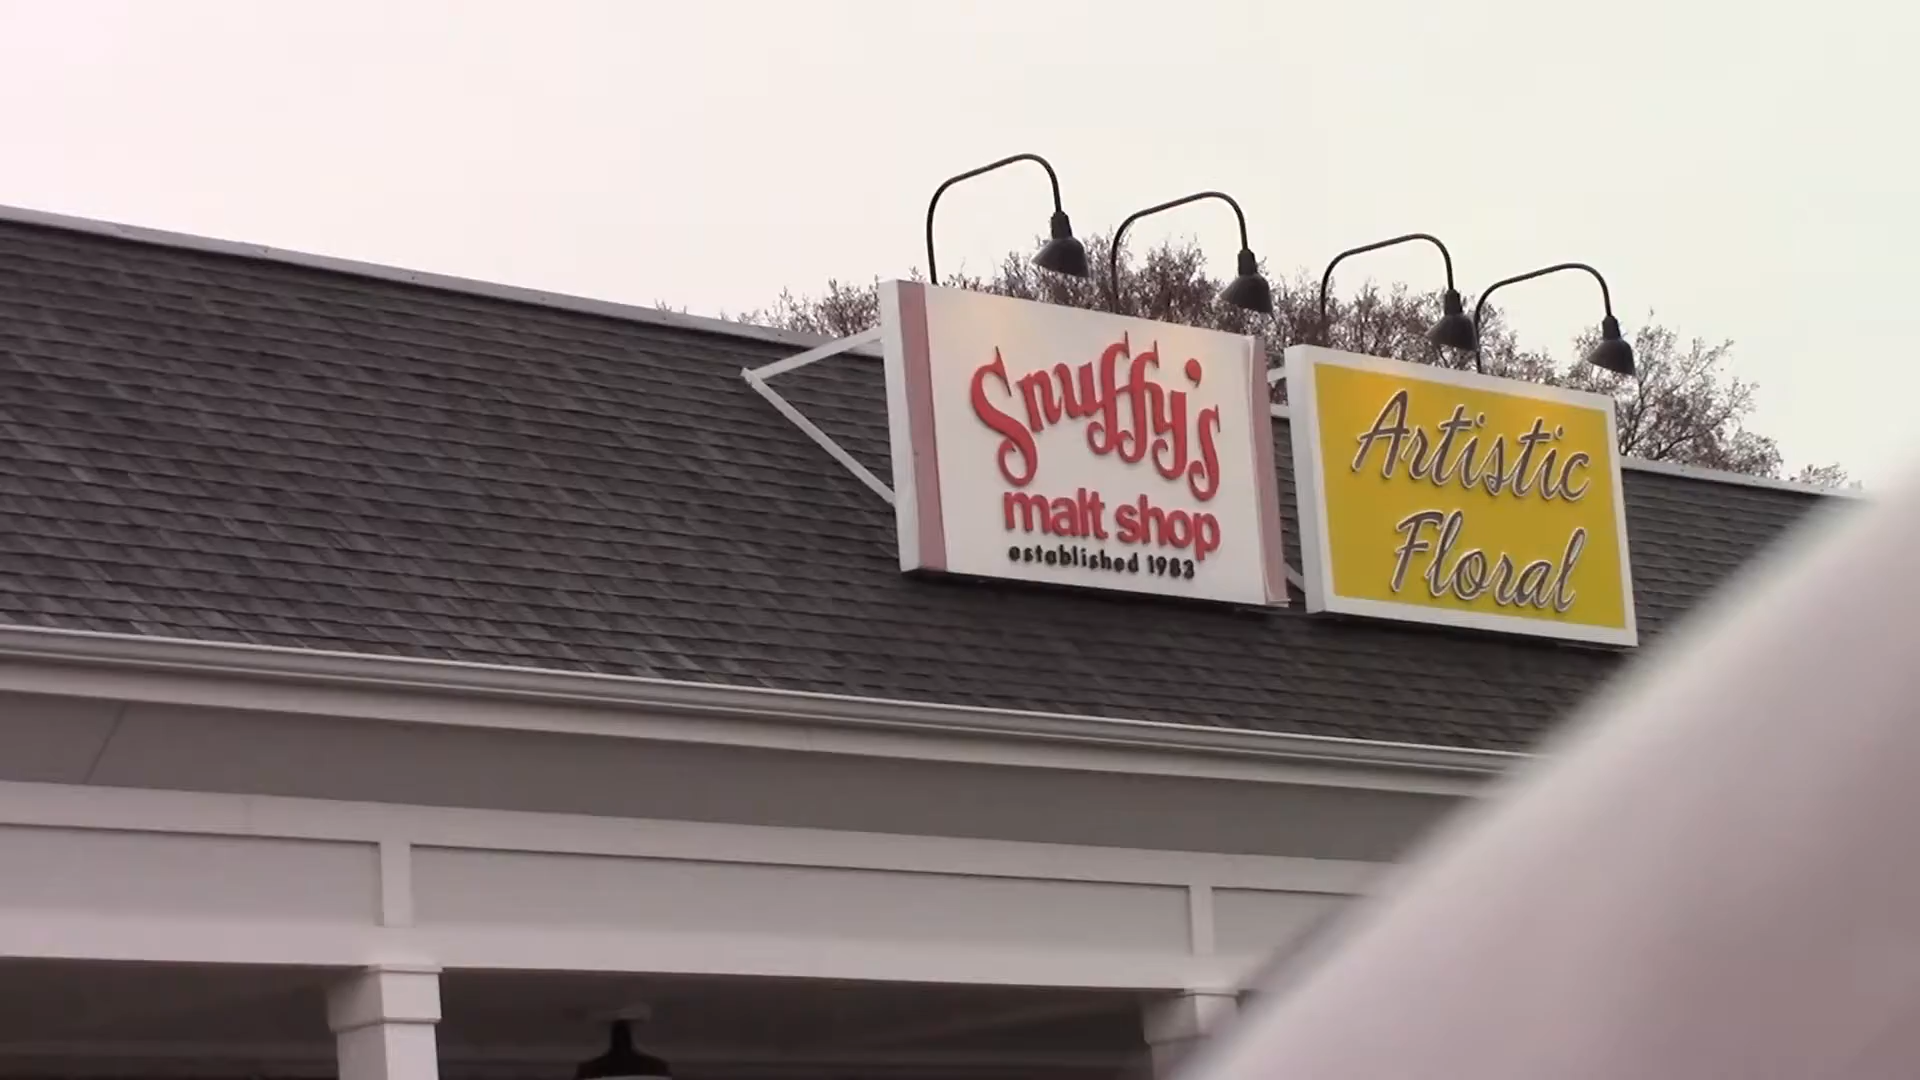 Snuffy's
malt shop
established 1983
Artistic
Floral